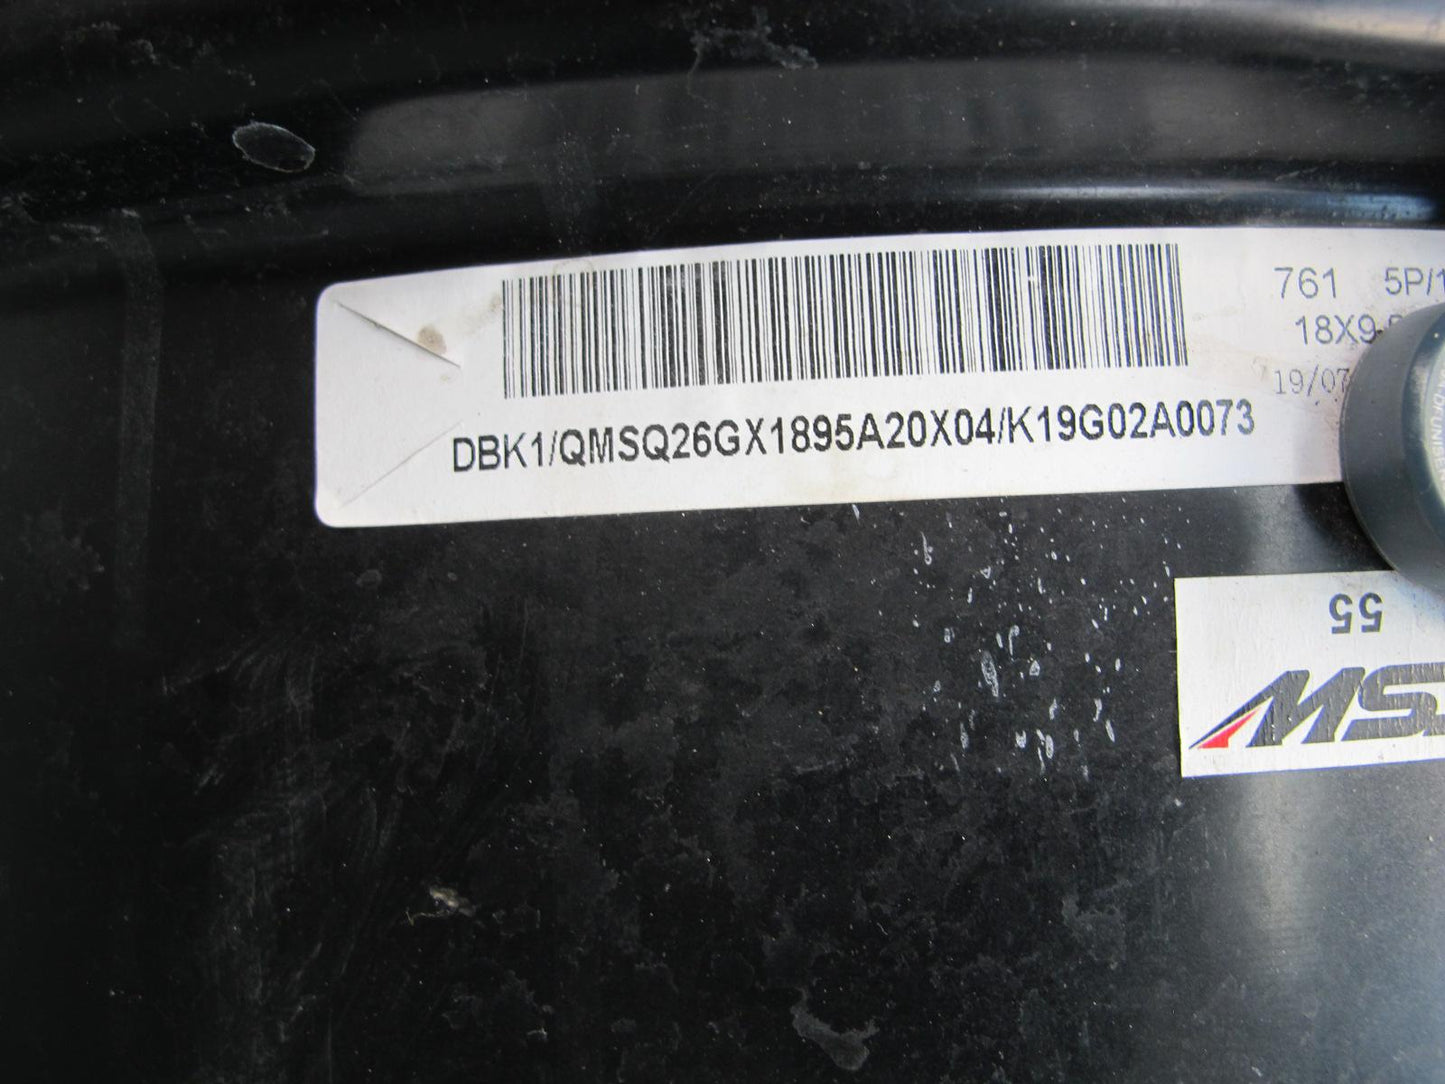 761 5P/1
18X9
19/07
DBK1/QMSQ26GX1895A20X04/K19G02A0073
55
MS